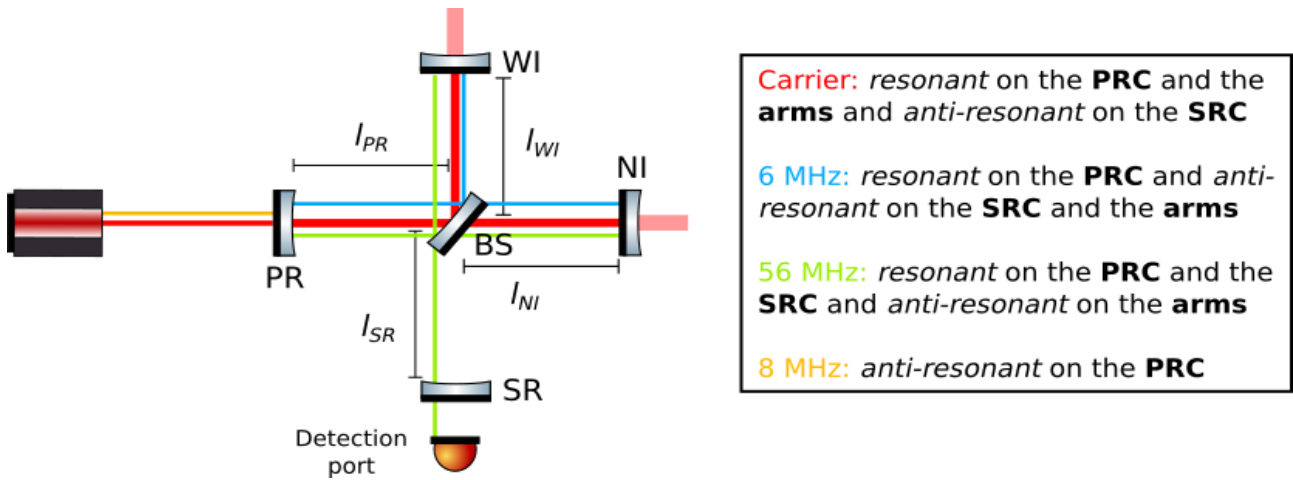 WI
l_PR
l_WI
NI
BS
PR
l_NI
l_SR
SR
Detection
port
Carrier: resonant on the PRC and the
arms and anti-resonant on the SRC
6 MHz: resonant on the PRC and anti-
resonant on the SRC and the arms
56 MHz: resonant on the PRC and the
SRC and anti-resonant on the arms
8 MHz: anti-resonant on the PRC